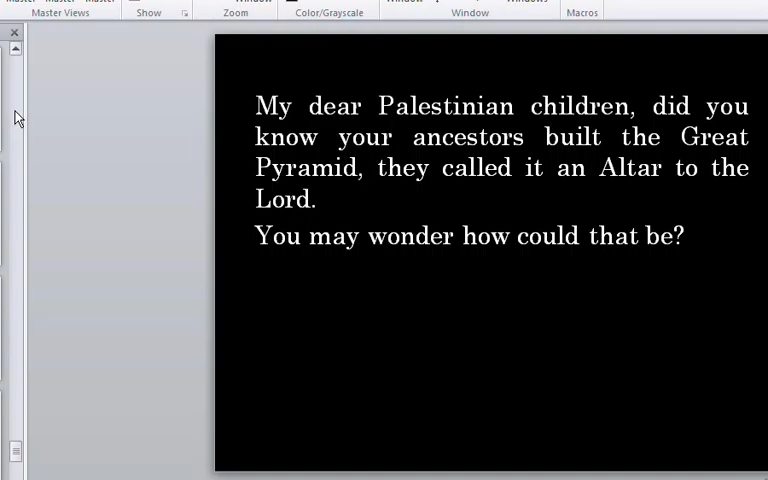 Master Views
Show
Zoom
Color/Grayscale
Window
Macros
My dear Palestinian children, did you
know your ancestors built the Great
Pyramid, they called it an Altar to the
Lord.
You may wonder how could that be?